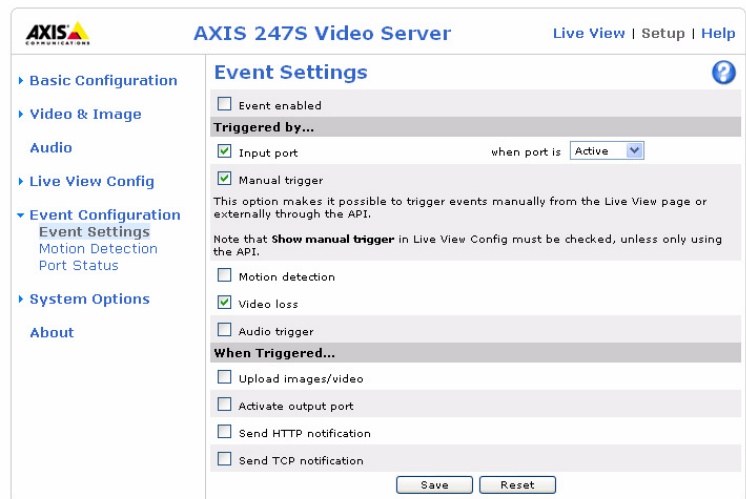 AXIS
COMMUNICATIONS
AXIS 247S Video Server
Live View | Setup | Help
Basic Configuration
Video & Image
Audio
Live View Config
Event Configuration
Event Settings
Motion Detection
Port Status
System Options
About
Event Settings
?
Event enabled
Triggered by...
Input port
when port is Active
Manual trigger
This option makes it possible to trigger events manually from the Live View page or
externally through the API.
Note that Show manual trigger in Live View Config must be checked, unless only using
the API.
Motion detection
Video loss
Audio trigger
When Triggered...
Upload images/video
Activate output port
Send HTTP notification
Send TCP notification
Save
Reset